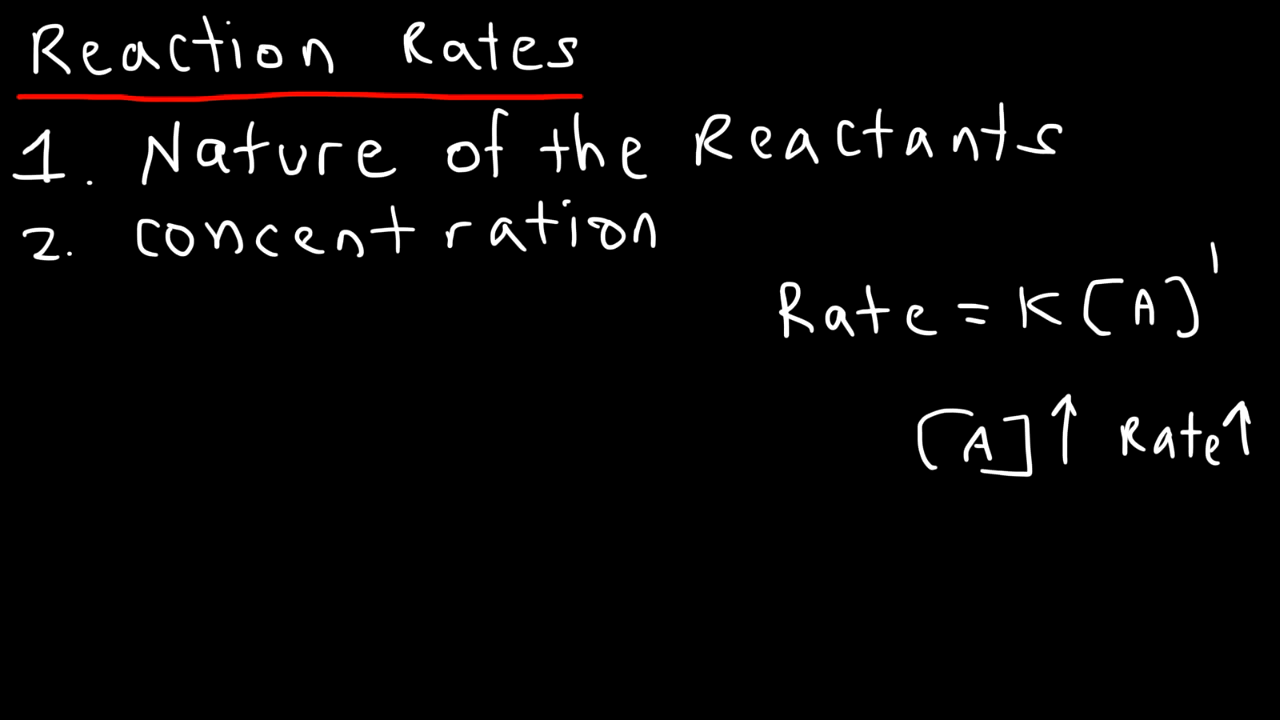 Reaction Rates
1. Nature of the Reactants
2. concentration
Rate = K[A]¹
[A]↑ Rate↑